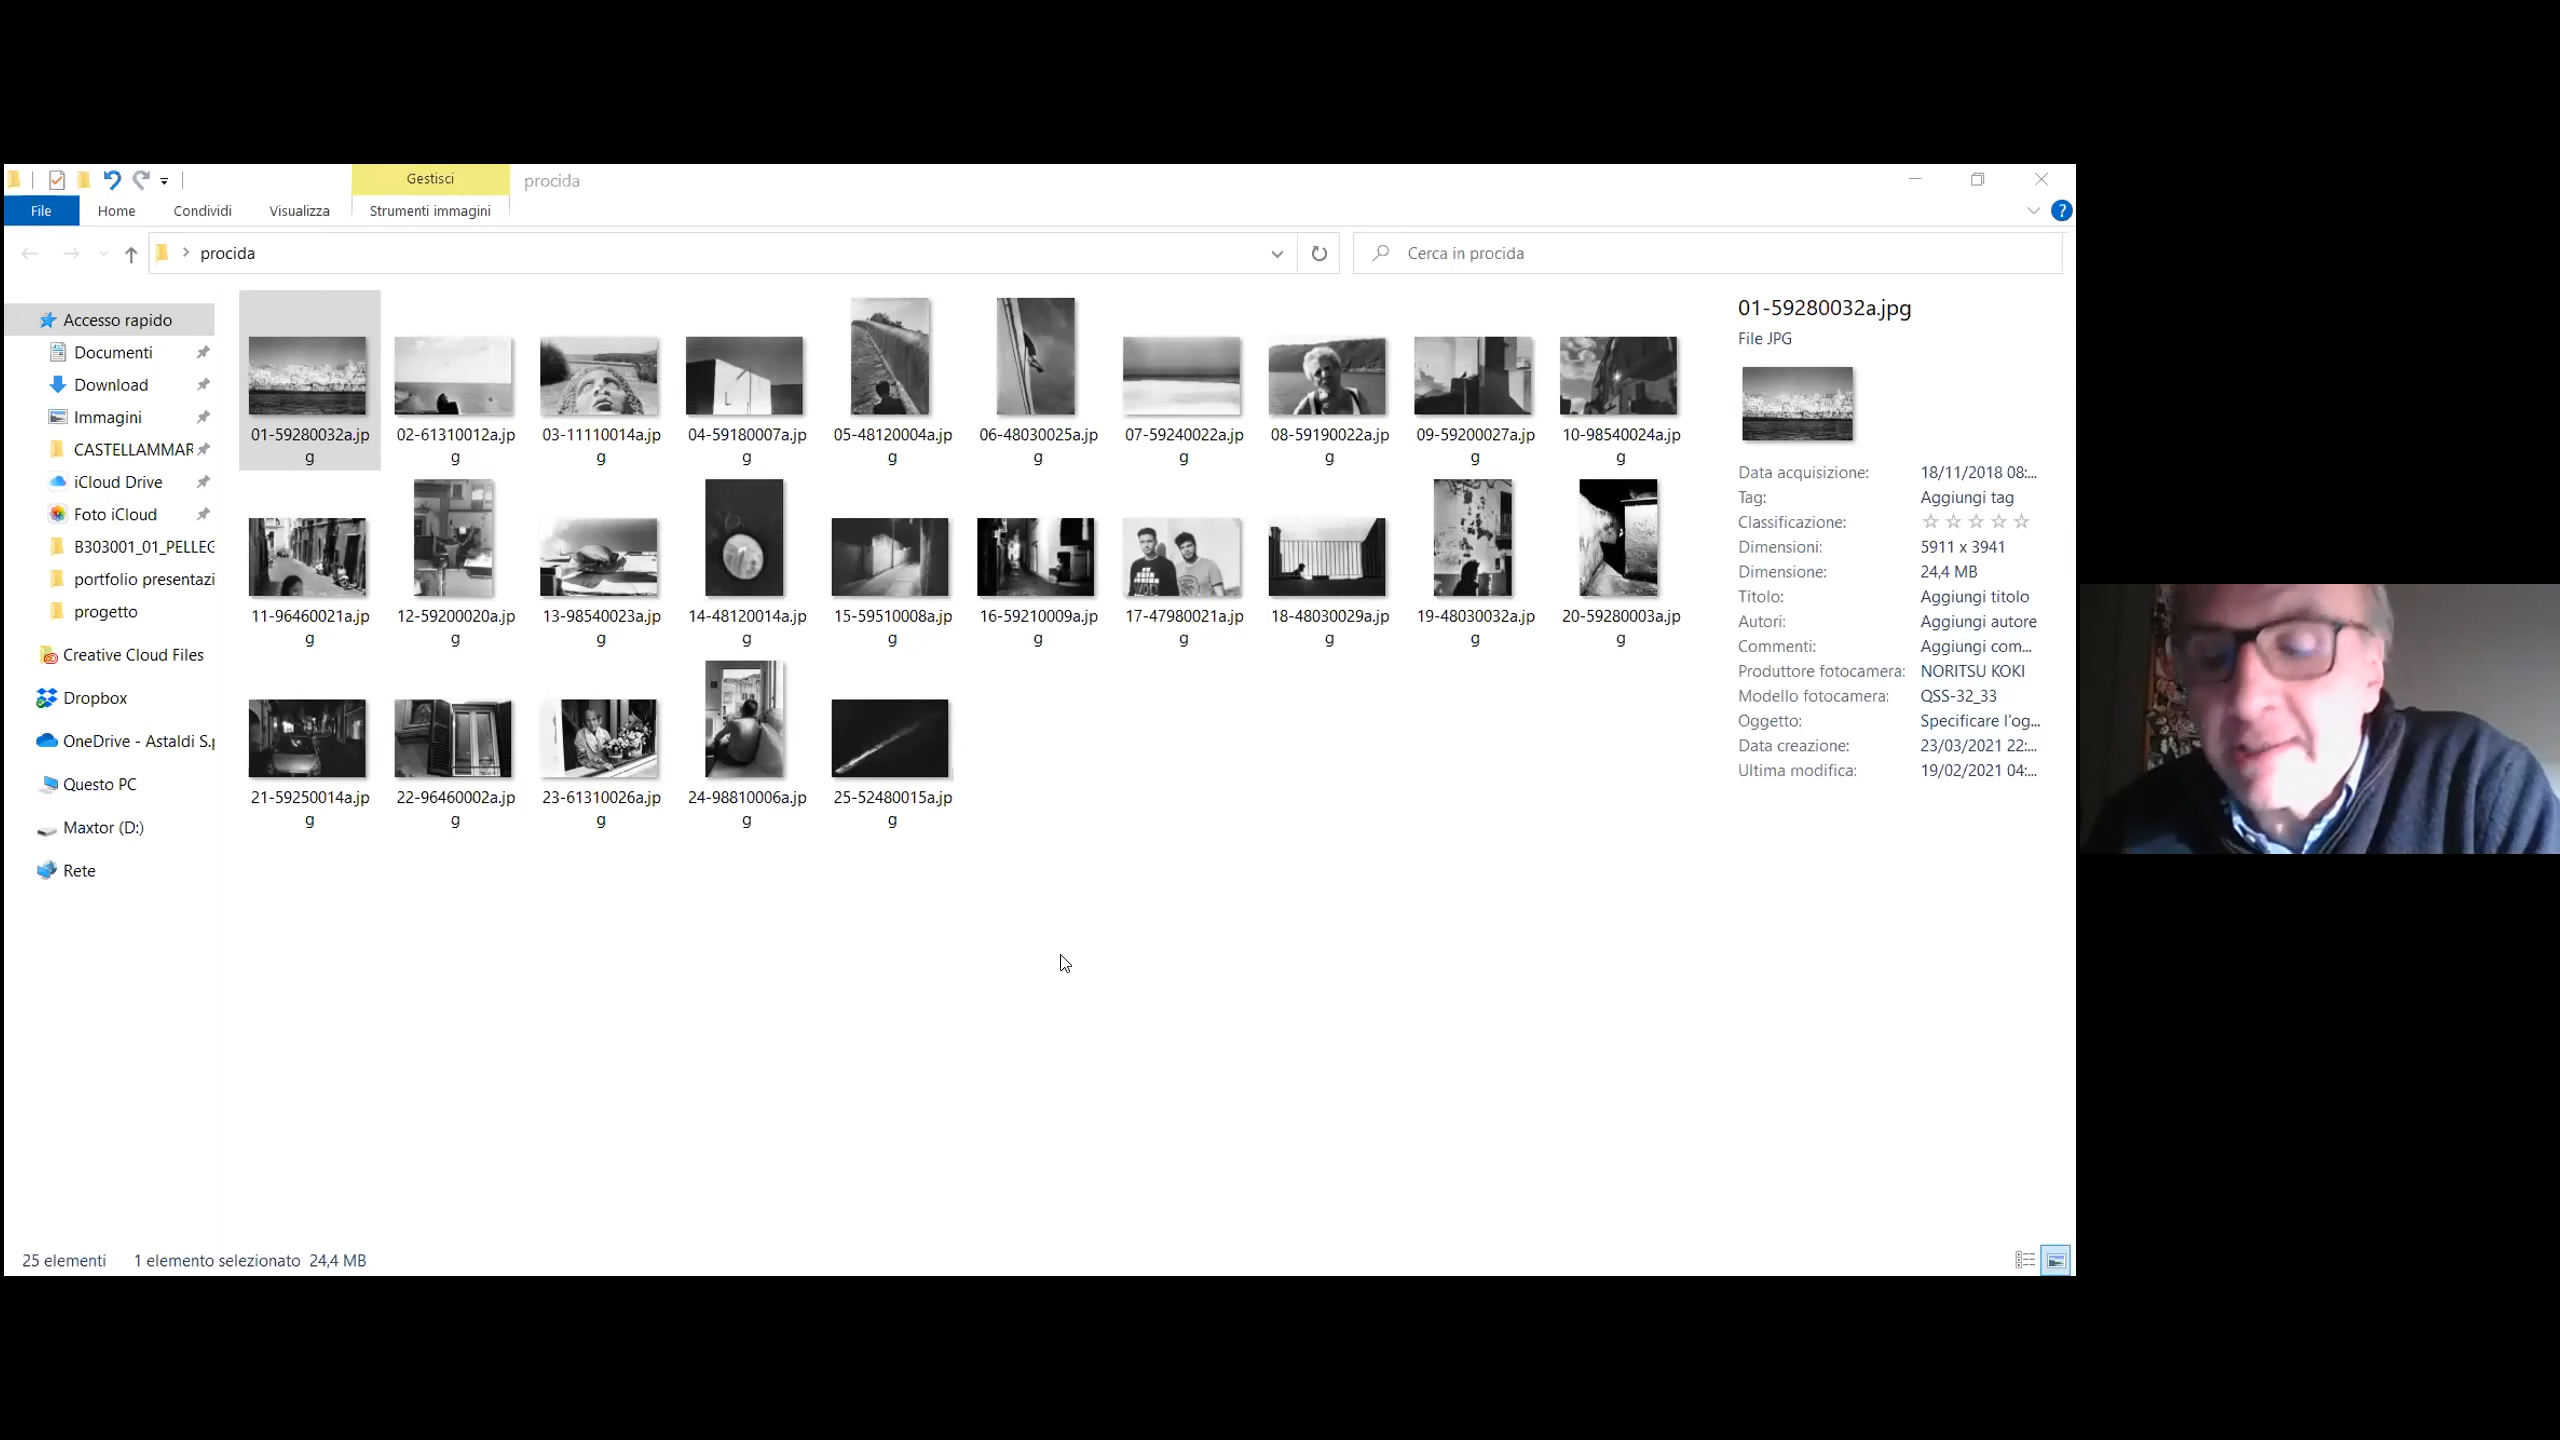 Gestisci
procida
File
Home
Condividi
Visualizza
Strumenti immagini
procida
Cerca in procida
Accesso rapido
Documenti
Download
Immagini
CASTELLAMMAR
iCloud Drive
Foto iCloud
B303001_01_PELLEG
portfolio presentazi
progetto
Creative Cloud Files
Dropbox
OneDrive - Astaldi S.p
Questo PC
Maxtor (D:)
Rete
01-59280032a.jp
g
02-61310012a.jp
g
03-11110014a.jp
g
04-59180007a.jp
g
05-48120004a.jp
g
06-48030025a.jp
g
07-59240022a.jp
g
08-59190022a.jp
g
09-59200027a.jp
g
10-98540024a.jp
g
11-96460021a.jp
g
12-59200020a.jp
g
13-98540023a.jp
g
14-48120014a.jp
g
15-59510008a.jp
g
16-59210009a.jp
g
17-47980021a.jp
g
18-48030029a.jp
g
19-48030032a.jp
g
20-59280003a.jp
g
21-59250014a.jp
g
22-96460002a.jp
g
23-61310026a.jp
g
24-98810006a.jp
g
25-52480015a.jp
g
01-59280032a.jpg
File JPG
Data acquisizione: 18/11/2018 08:...
Tag: Aggiungi tag
Classificazione:
Dimensioni: 5911 x 3941
Dimensione: 24,4 MB
Titolo: Aggiungi titolo
Autori: Aggiungi autore
Commenti: Aggiungi com...
Produttore fotocamera: NORITSU KOKI
Modello fotocamera: QSS-32_33
Oggetto: Specificare l'og...
Data creazione: 23/03/2021 22:...
Ultima modifica: 19/02/2021 04:...
25 elementi 1 elemento selezionato 24,4 MB